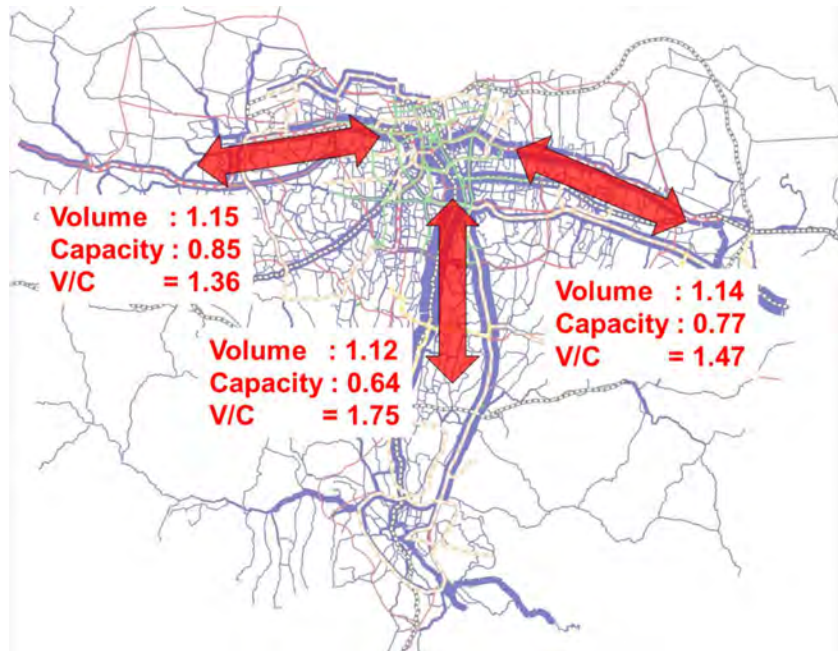 Volume : 1.15
Capacity : 0.85
V/C = 1.36
Volume : 1.12
Capacity : 0.64
V/C = 1.75
Volume : 1.14
Capacity : 0.77
V/C = 1.47